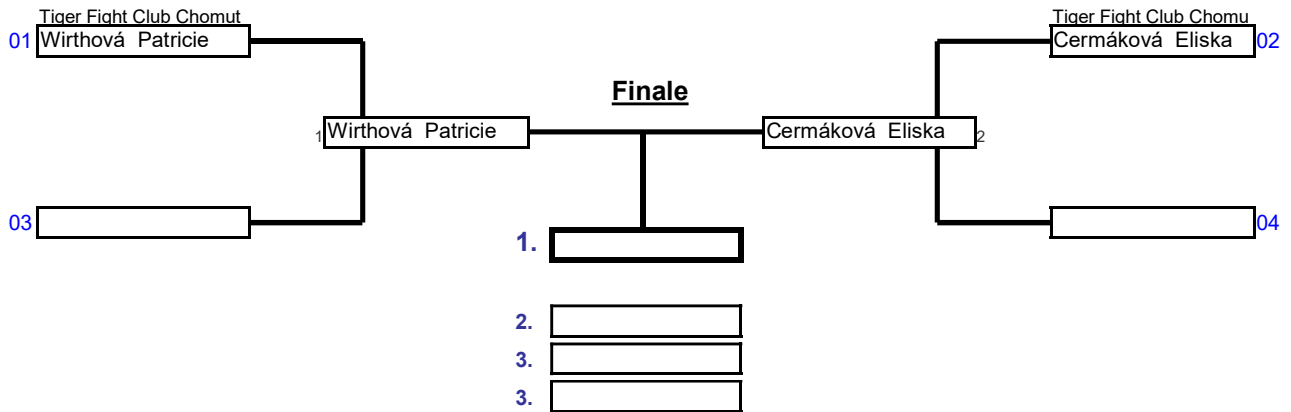 Tiger Fight Club Chomut
01 Wirthová Patricie
Tiger Fight Club Chomu
Cermáková Eliska 02
Finale
1 Wirthová Patricie
Cermáková Eliska 2
03
04
1.
2.
3.
3.